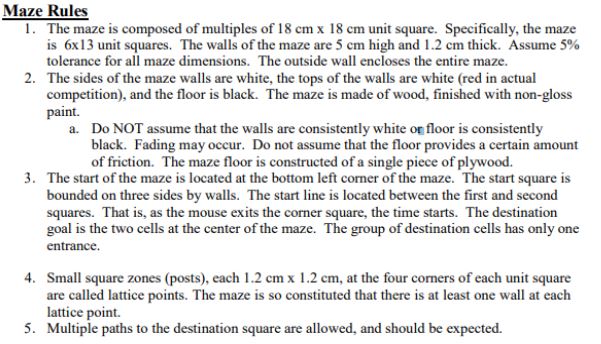 Maze Rules
1. The maze is composed of multiples of 18 cm x 18 cm unit square. Specifically, the maze
is 6x13 unit squares. The walls of the maze are 5 cm high and 1.2 cm thick. Assume 5%
tolerance for all maze dimensions. The outside wall encloses the entire maze.
2. The sides of the maze walls are white, the tops of the walls are white (red in actual
competition), and the floor is black. The maze is made of wood, finished with non-gloss
paint.
a. Do NOT assume that the walls are consistently white or floor is consistently
black. Fading may occur. Do not assume that the floor provides a certain amount
of friction. The maze floor is constructed of a single piece of plywood.
3. The start of the maze is located at the bottom left corner of the maze. The start square is
bounded on three sides by walls. The start line is located between the first and second
squares. That is, as the mouse exits the corner square, the time starts. The destination
goal is the two cells at the center of the maze. The group of destination cells has only one
entrance.
4. Small square zones (posts), each 1.2 cm x 1.2 cm, at the four corners of each unit square
are called lattice points. The maze is so constituted that there is at least one wall at each
lattice point.
5. Multiple paths to the destination square are allowed, and should be expected.